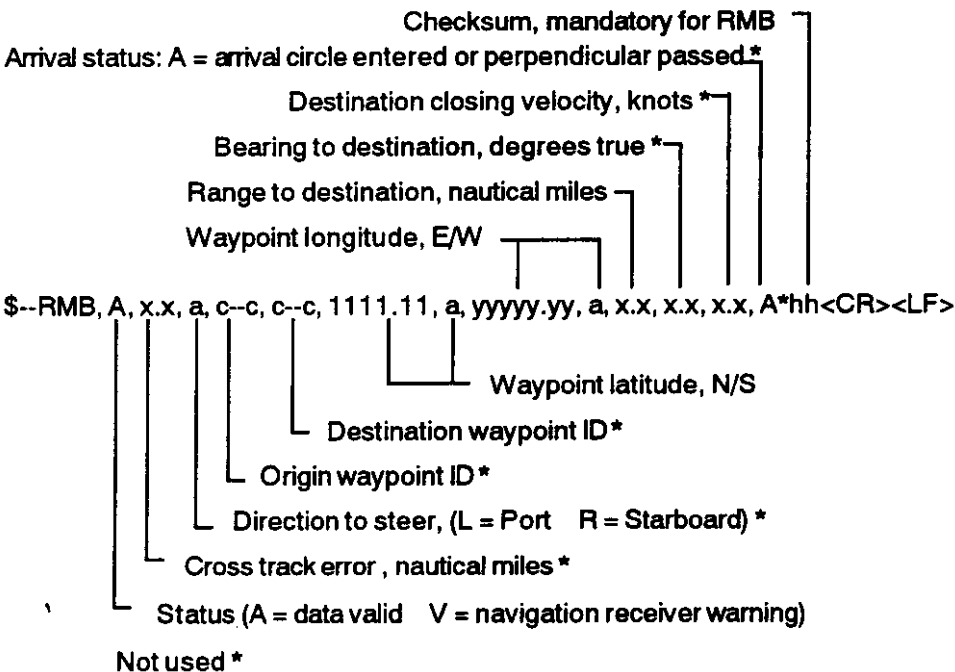 Checksum, mandatory for RMB
Arrival status: A = arrival circle entered or perpendicular passed*
Destination closing velocity, knots *
Bearing to destination, degrees true *
Range to destination, nautical miles
Waypoint longitude, E/W
$--RMB, A, x.x, a, c--c, c--c, 1111.11, a, yyyyy.yy, a, x.x, x.x, x.x, A*hh<CR><LF>
Waypoint latitude, N/S
Destination waypoint ID*
Origin waypoint ID*
Direction to steer, (L = Port R = Starboard) *
Cross track error , nautical miles *
Status (A = data valid V = navigation receiver warning)
Not used *